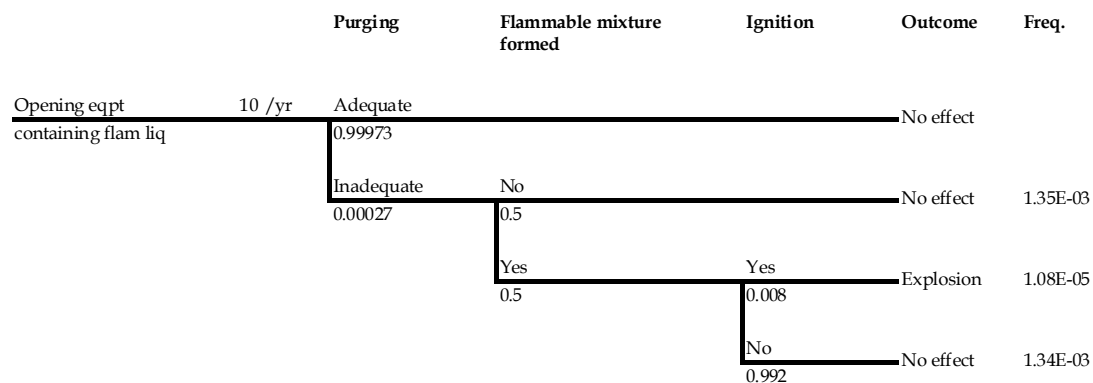 Purging Flammable mixture formed Ignition Outcome Freq.
Opening eqpt 10 /yr Adequate
containing flam liq 0.99973 No effect
Inadequate No
0.00027 0.5 No effect 1.35E-03
Yes Yes
0.5 0.008 Explosion 1.08E-05
No
0.992 No effect 1.34E-03